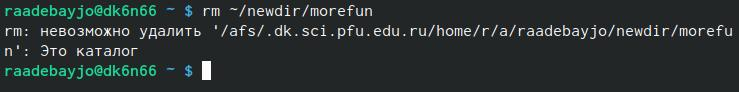 raadebayjo@dk6n66 ~ $ rm ~/newdir/morefun
rm: невозможно удалить '/afs/.dk.sci.pfu.edu.ru/home/r/a/raadebayjo/newdir/morefu
n': Это каталог
raadebayjo@dk6n66 ~ $